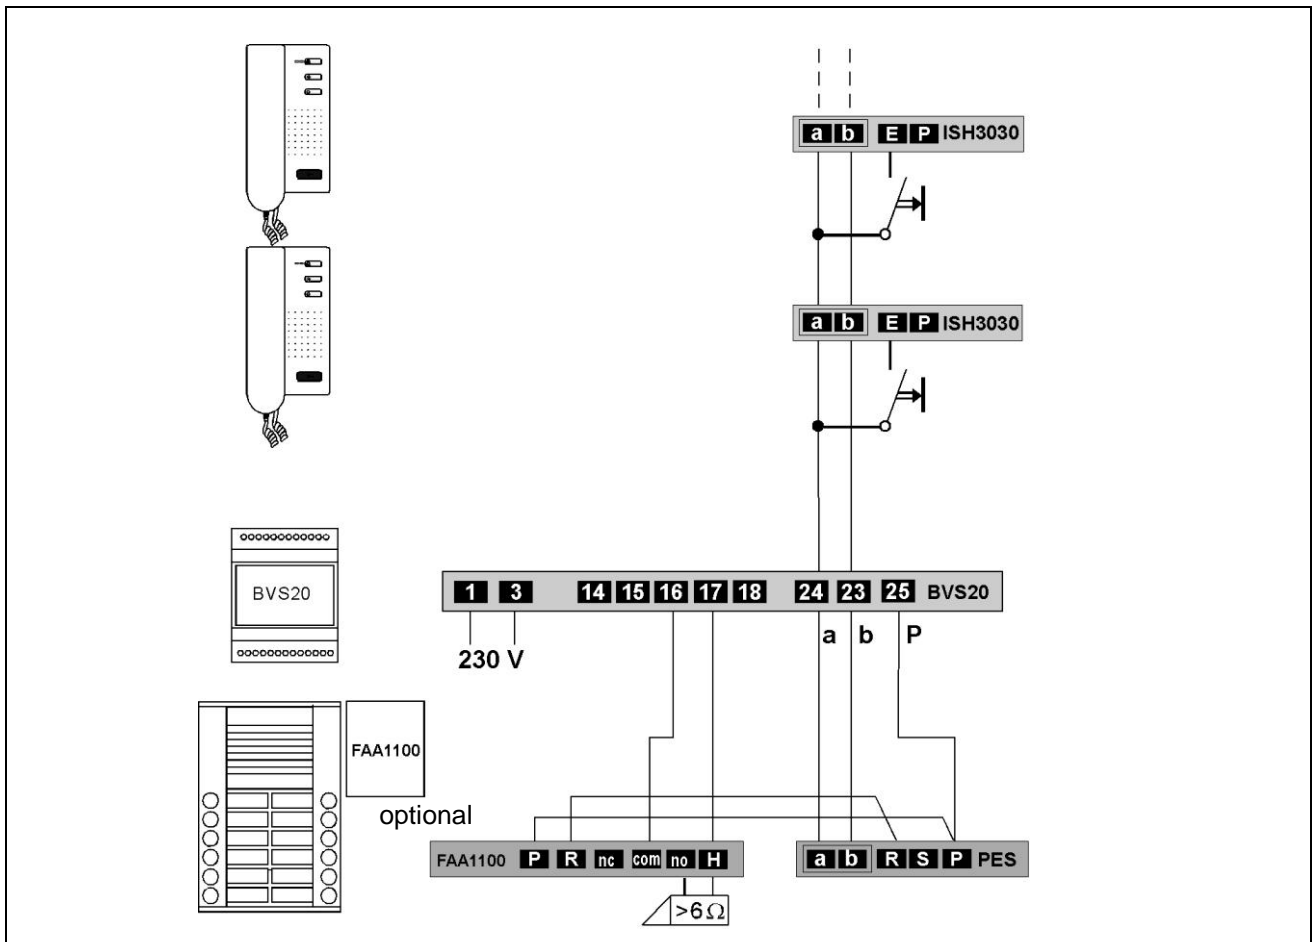 a b E P ISH3030
a b E P ISH3030
BVS20
1 3 14 15 16 17 18 24 23 25 BVS20
a b P
230 V
FAA1100
optional
FAA1100 P R nc com no H
a b R S P PES
>6Ω